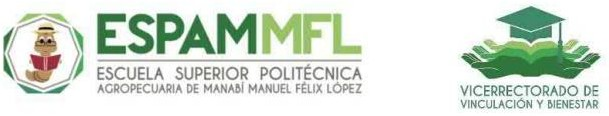 ESPAMMFL
ESCUELA SUPERIOR POLITÉCNICA
AGROPECUARIA DE MANABÍ MANUEL FÉLIX LÓPEZ
VICERRECTORADO DE
VINCULACIÓN Y BIENESTAR